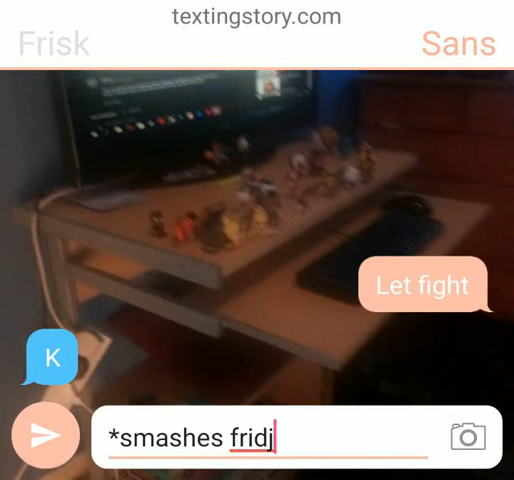 textingstory.com
Frisk
Sans
Let fight
K
*smashes fridj